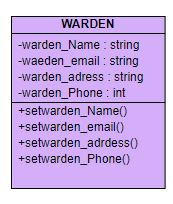 WARDEN
-warden_Name : string
-waeden_email : string
-warden_adress : string
-warden_Phone : int
+setwarden_Name()
+setwarden_email()
+setwarden_adrdess()
+setwarden_Phone()